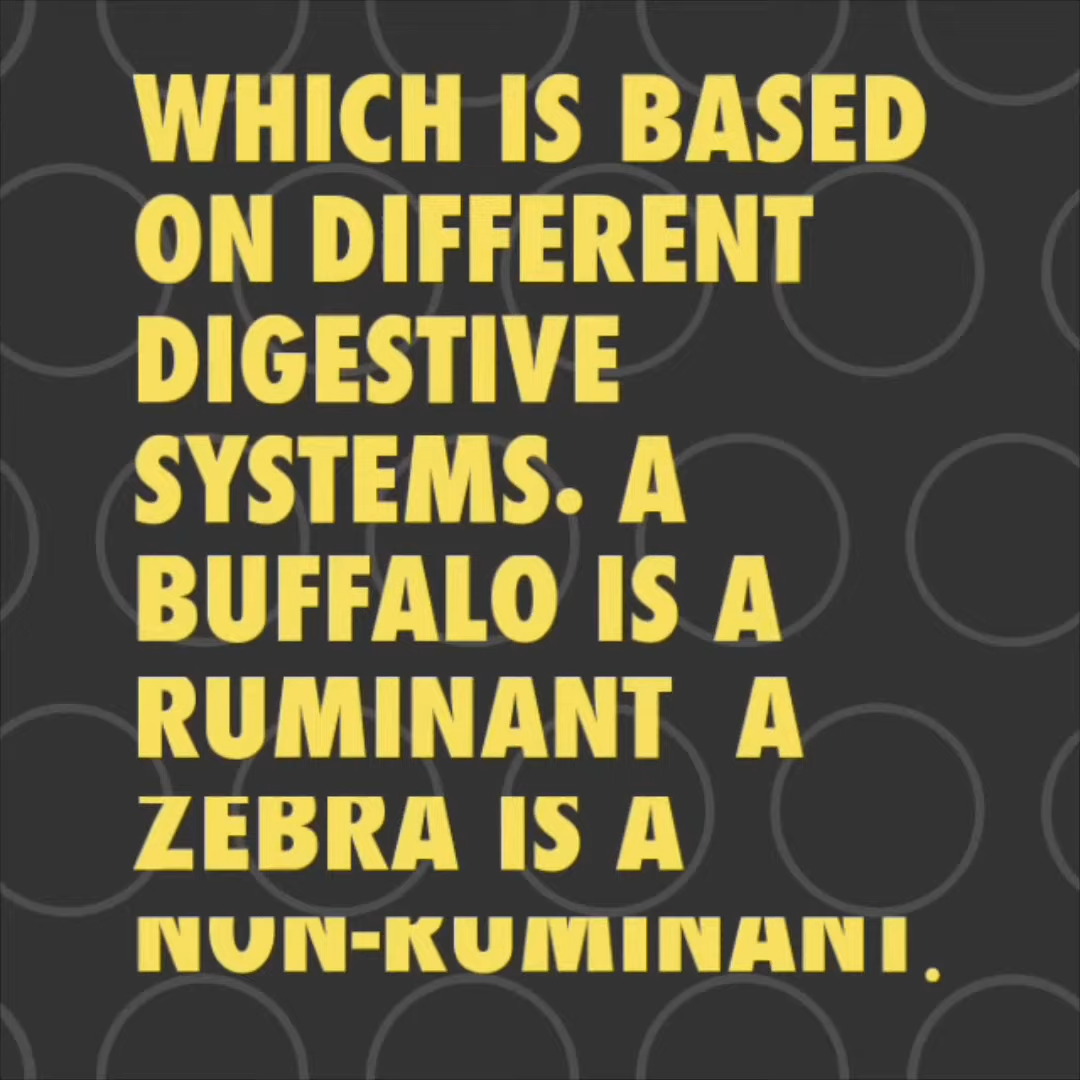 WHICH IS BASED
ON DIFFERENT
DIGESTIVE
SYSTEMS. A
BUFFALO IS A
RUMINANT A
ZEBRA IS A
NON-RUMINANT.